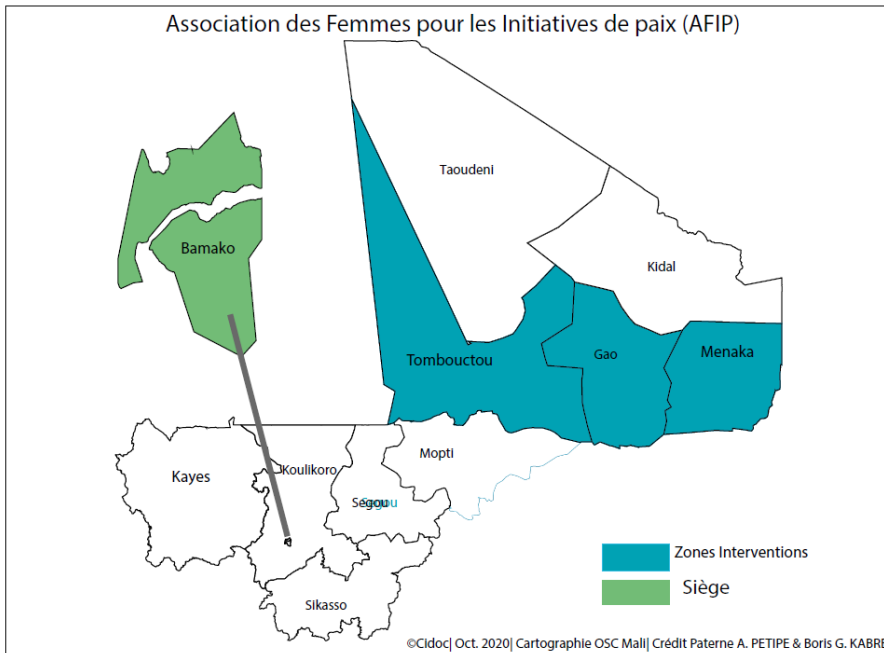 Association des Femmes pour les Initiatives de paix (AFIP)
Taoudeni
Bamako
Kidal
Tombouctou
Gao
Menaka
Kayes
Koulikoro
Mopti
Ségou
Segou
Sikasso
Zones Interventions
Siège
©Cidoc| Oct. 2020| Cartographie OSC Mali| Crédit Paterne A. PETIPE & Boris G. KABRE